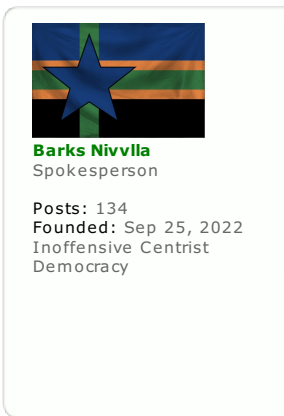 Barks Nivvlla
Spokesperson
Posts: 134
Founded: Sep 25, 2022
Inoffensive Centrist
Democracy